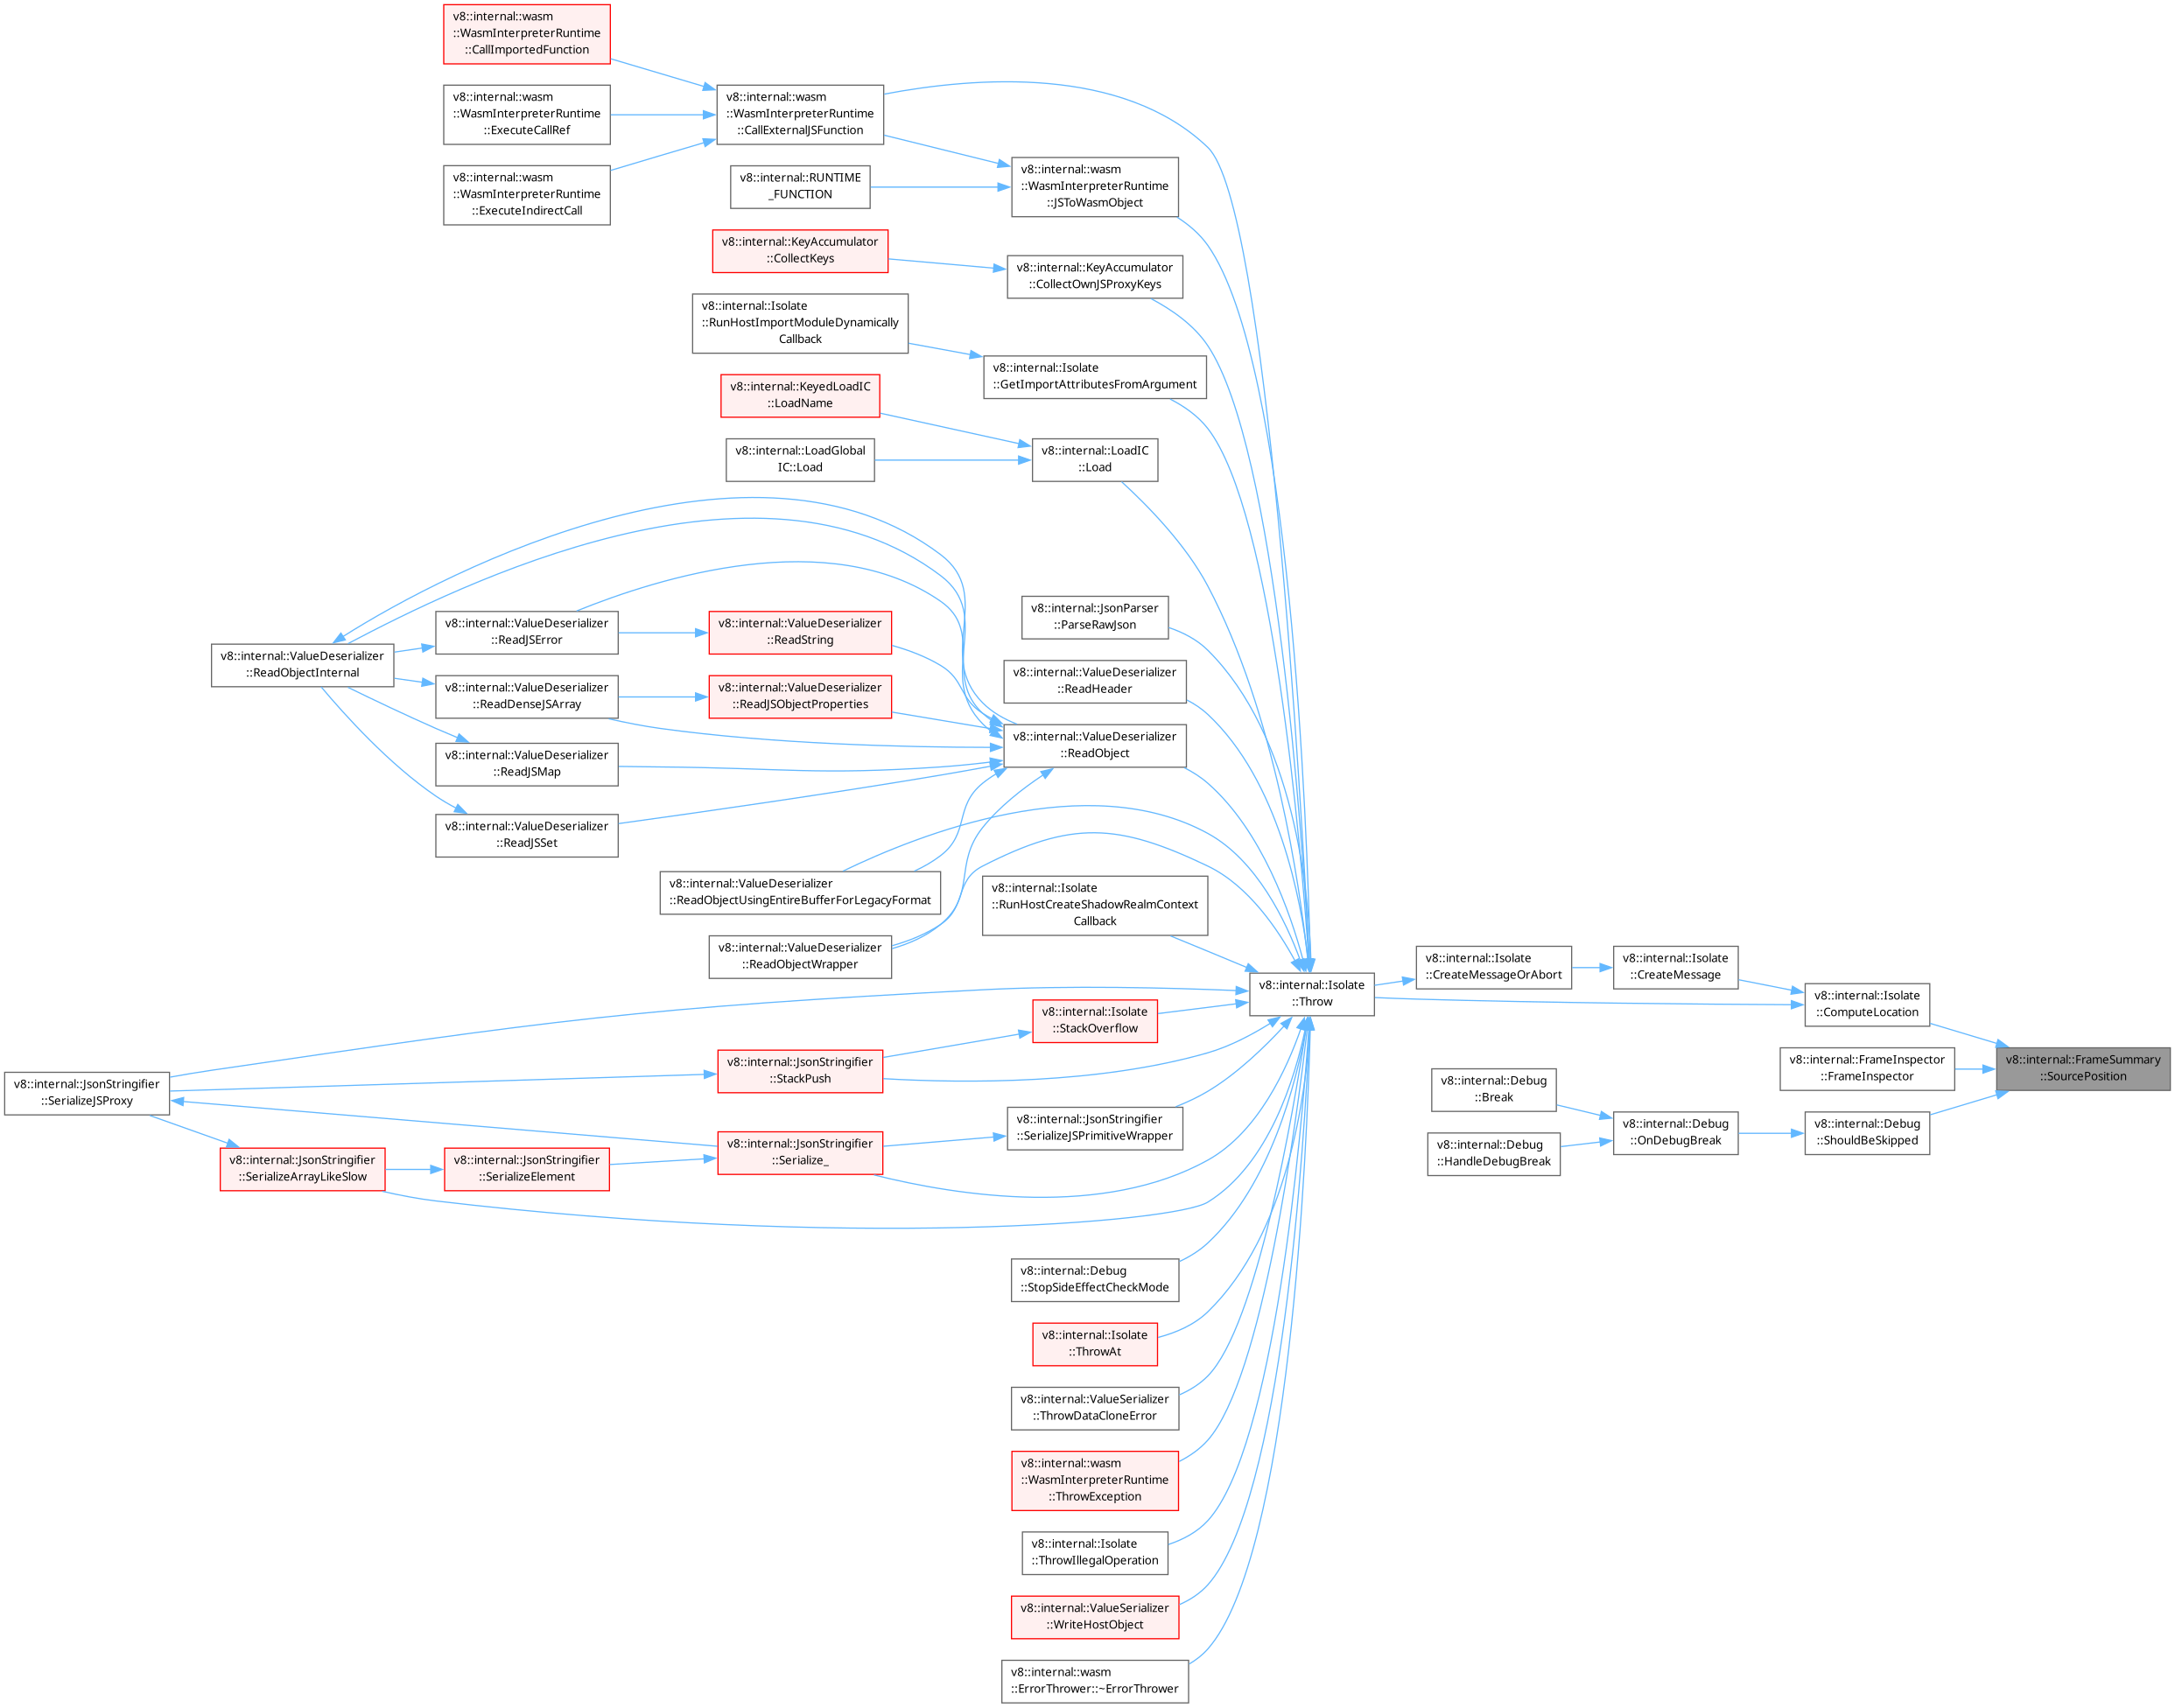 v8::internal::wasm
::WasmInterpreterRuntime
::CallImportedFunction
v8::internal::wasm
::WasmInterpreterRuntime
::ExecuteCallRef
v8::internal::wasm
::WasmInterpreterRuntime
::ExecuteIndirectCall
v8::internal::wasm
::WasmInterpreterRuntime
::CallExternalJSFunction
v8::internal::RUNTIME
_FUNCTION
v8::internal::wasm
::WasmInterpreterRuntime
::JSToWasmObject
v8::internal::KeyAccumulator
::CollectKeys
v8::internal::KeyAccumulator
::CollectOwnJSProxyKeys
v8::internal::Isolate
::RunHostImportModuleDynamically
Callback
v8::internal::Isolate
::GetImportAttributesFromArgument
v8::internal::KeyedLoadIC
::LoadName
v8::internal::LoadGlobal
IC::Load
v8::internal::LoadIC
::Load
v8::internal::JsonParser
::ParseRawJson
v8::internal::ValueDeserializer
::ReadHeader
v8::internal::ValueDeserializer
::ReadObjectInternal
v8::internal::ValueDeserializer
::ReadJSError
v8::internal::ValueDeserializer
::ReadString
v8::internal::ValueDeserializer
::ReadDenseJSArray
v8::internal::ValueDeserializer
::ReadJSObjectProperties
v8::internal::ValueDeserializer
::ReadObject
v8::internal::ValueDeserializer
::ReadJSMap
v8::internal::ValueDeserializer
::ReadJSSet
v8::internal::ValueDeserializer
::ReadObjectUsingEntireBufferForLegacyFormat
v8::internal::ValueDeserializer
::ReadObjectWrapper
v8::internal::Isolate
::RunHostCreateShadowRealmContext
Callback
v8::internal::Isolate
::Throw
v8::internal::Isolate
::CreateMessageOrAbort
v8::internal::Isolate
::CreateMessage
v8::internal::Isolate
::ComputeLocation
v8::internal::FrameInspector
::FrameInspector
v8::internal::FrameSummary
::SourcePosition
v8::internal::Debug
::Break
v8::internal::Debug
::HandleDebugBreak
v8::internal::Debug
::OnDebugBreak
v8::internal::Debug
::ShouldBeSkipped
v8::internal::Isolate
::StackOverflow
v8::internal::JsonStringifier
::StackPush
v8::internal::JsonStringifier
::SerializeJSProxy
v8::internal::JsonStringifier
::SerializeJSPrimitiveWrapper
v8::internal::JsonStringifier
::Serialize_
v8::internal::JsonStringifier
::SerializeElement
v8::internal::JsonStringifier
::SerializeArrayLikeSlow
v8::internal::Debug
::StopSideEffectCheckMode
v8::internal::Isolate
::ThrowAt
v8::internal::ValueSerializer
::ThrowDataCloneError
v8::internal::wasm
::WasmInterpreterRuntime
::ThrowException
v8::internal::Isolate
::ThrowIllegalOperation
v8::internal::ValueSerializer
::WriteHostObject
v8::internal::wasm
::ErrorThrower::~ErrorThrower